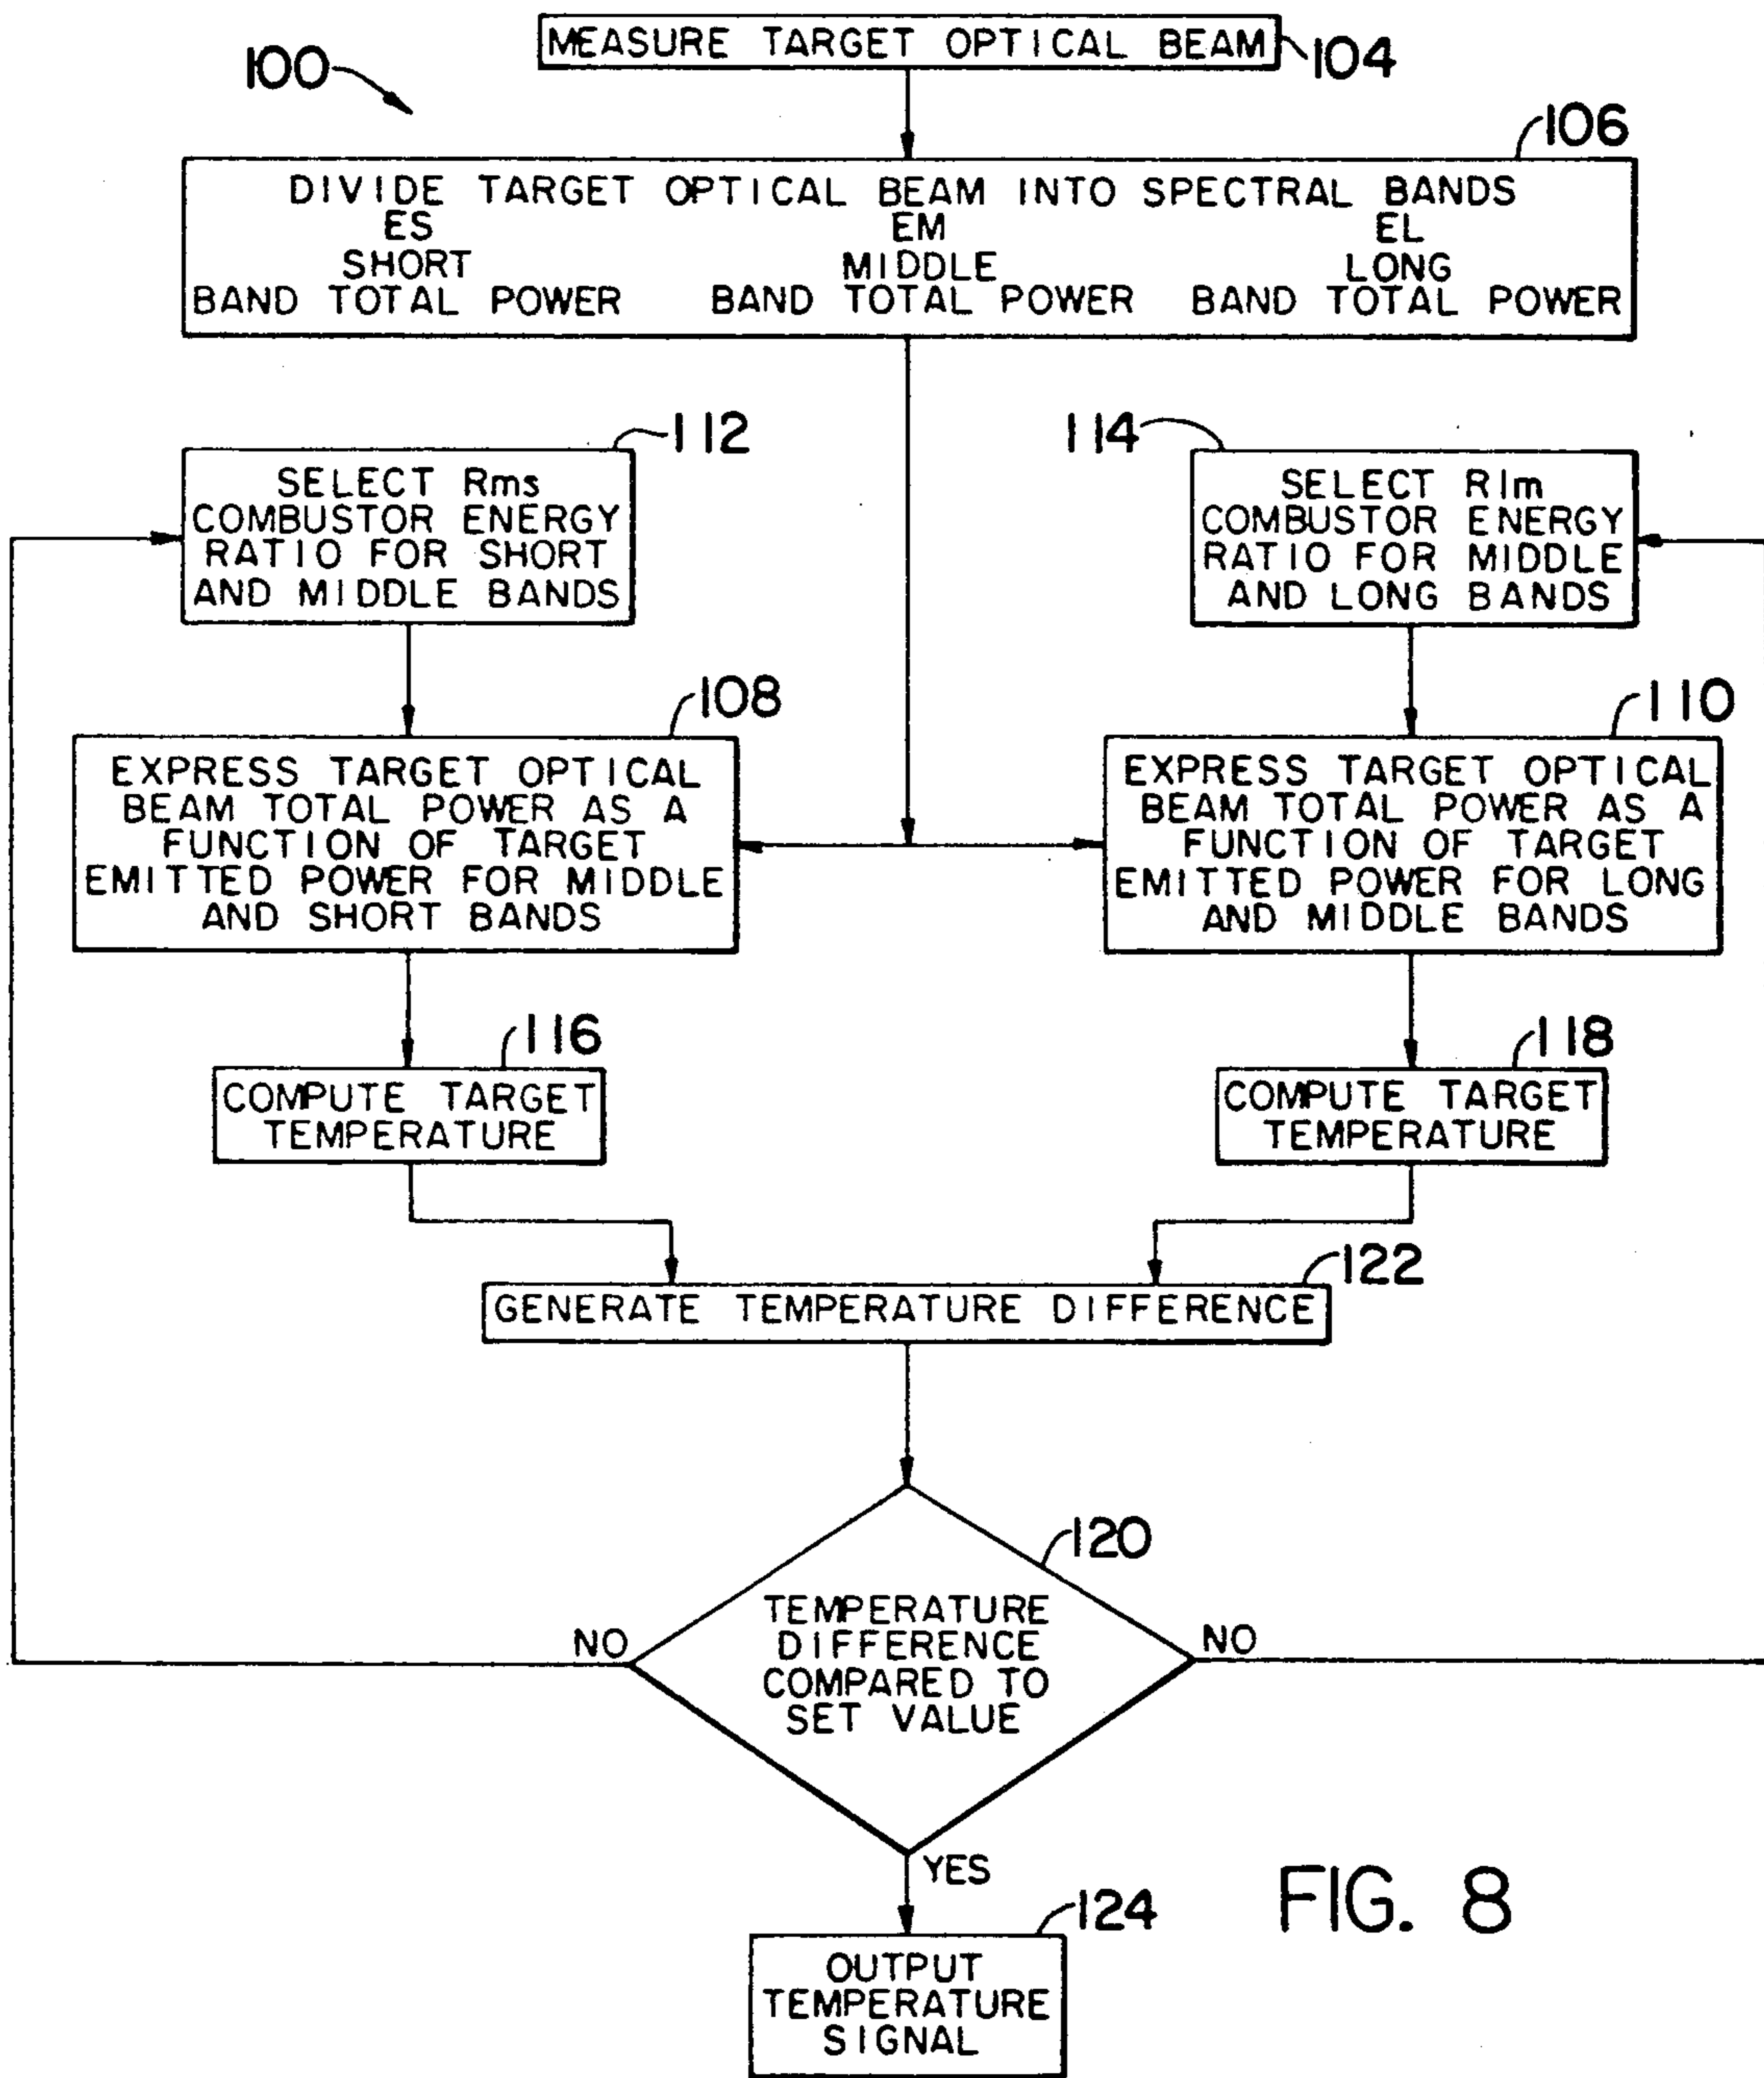 MEASURE TARGET OPTICAL BEAM
104
100
106
DIVIDE TARGET OPTICAL BEAM INTO SPECTRAL BANDS
ES EM EL
SHORT MIDDLE LONG
BAND TOTAL POWER BAND TOTAL POWER BAND TOTAL POWER
112
SELECT Rms
COMBUSTOR ENERGY
RATIO FOR SHORT
AND MIDDLE BANDS
114
SELECT Rlm
COMBUSTOR ENERGY
RATIO FOR MIDDLE
AND LONG BANDS
108
EXPRESS TARGET OPTICAL
BEAM TOTAL POWER AS A
FUNCTION OF TARGET
EMITTED POWER FOR MIDDLE
AND SHORT BANDS
110
EXPRESS TARGET OPTICAL
BEAM TOTAL POWER AS A
FUNCTION OF TARGET
EMITTED POWER FOR LONG
AND MIDDLE BANDS
116
COMPUTE TARGET
TEMPERATURE
118
COMPUTE TARGET
TEMPERATURE
122
GENERATE TEMPERATURE DIFFERENCE
120
TEMPERATURE
DIFFERENCE
COMPARED TO
SET VALUE
NO
NO
YES
124
OUTPUT
TEMPERATURE
SIGNAL
FIG. 8